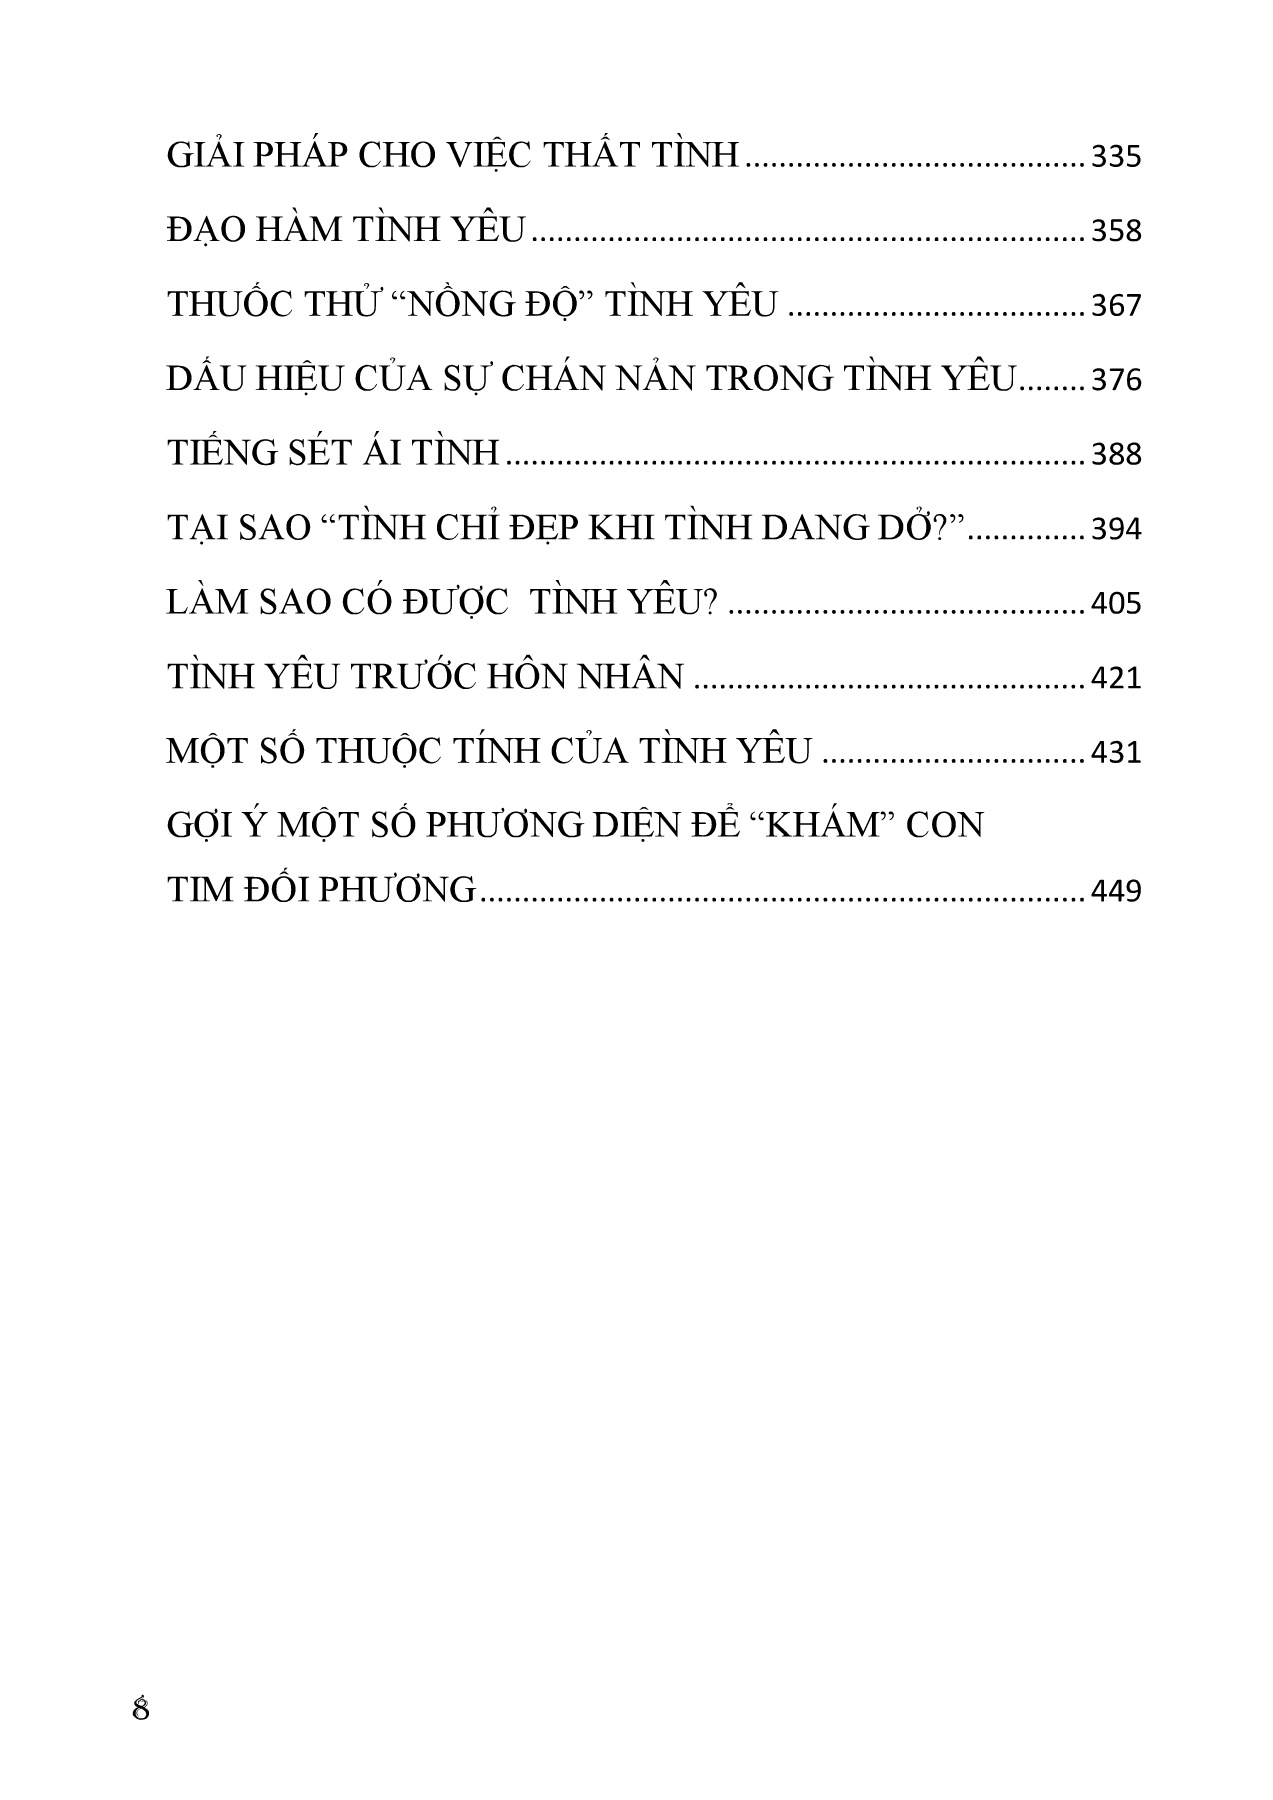 GIẢI PHÁP CHO VIỆC THẤT TÌNH ........................................ 335
ĐẠO HÀM TÌNH YÊU ................................................................. 358
THUỐC THỬ “NỒNG ĐỘ” TÌNH YÊU ................................... 367
DẤU HIỆU CỦA SỰ CHÁN NẢN TRONG TÌNH YÊU ........ 376
TIẾNG SÉT ÁI TÌNH .................................................................... 388
TẠI SAO “TÌNH CHỈ ĐẸP KHI TÌNH DANG DỞ?” .............. 394
LÀM SAO CÓ ĐƯỢC  TÌNH YÊU? .......................................... 405
TÌNH YÊU TRƯỚC HÔN NHÂN .............................................. 421
MỘT SỐ THUỘC TÍNH CỦA TÌNH YÊU ............................... 431
GỢI Ý MỘT SỐ PHƯƠNG DIỆN ĐỂ “KHÁM” CON
TIM ĐỐI PHƯƠNG ....................................................................... 449
8